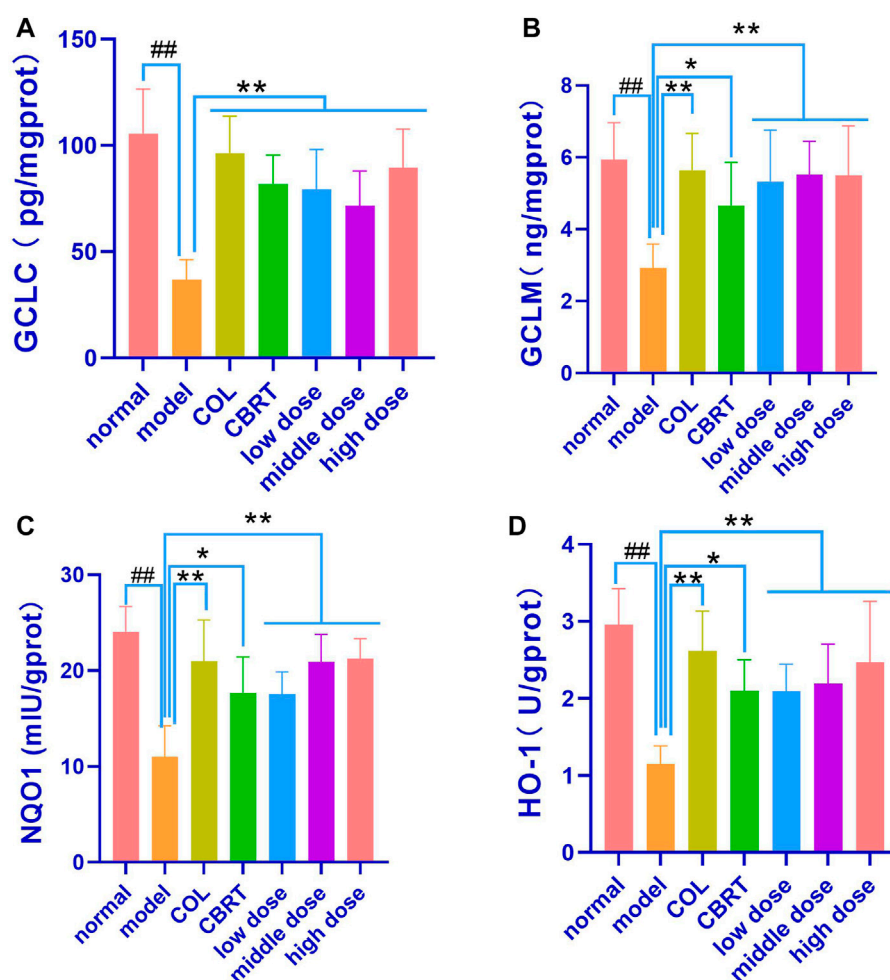 A
GCLC ( pg/mgprot)
150
100
50
0
##
**
normal
model
COL
CBRT
low dose
middle dose
high dose
B
GCLM( ng/mgprot)
8
6
4
2
0
##
**
*
**
normal
model
COL
CBRT
low dose
middle dose
high dose
C
NQO1 (mIU/gprot)
30
20
10
0
##
**
*
**
normal
model
COL
CBRT
low dose
middle dose
high dose
D
HO-1( U/gprot)
4
3
2
1
0
##
**
*
**
normal
model
COL
CBRT
low dose
middle dose
high dose